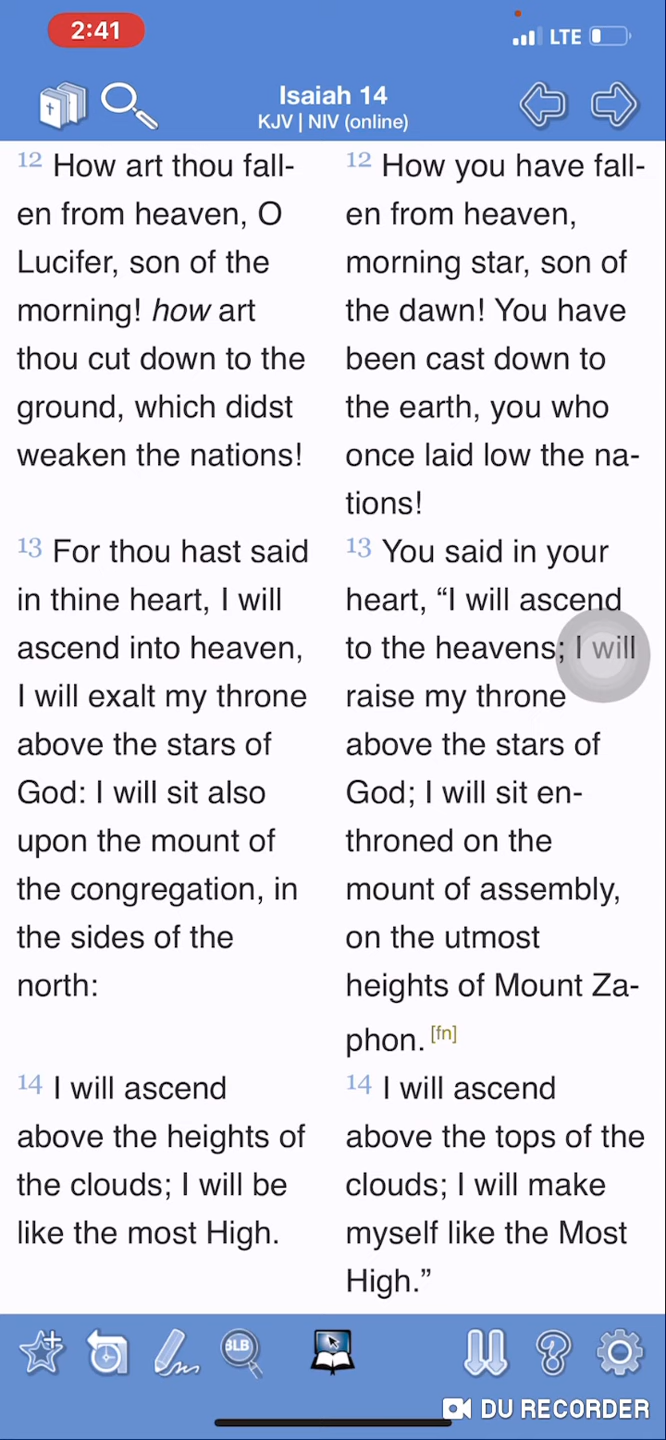 2:41
LTE
Isaiah 14
KJV | NIV (online)
12 How art thou fall-
en from heaven, O
Lucifer, son of the
morning! how art
thou cut down to the
ground, which didst
weaken the nations!
13 For thou hast said
in thine heart, I will
ascend into heaven,
I will exalt my throne
above the stars of
God: I will sit also
upon the mount of
the congregation, in
the sides of the
north:
14 I will ascend
above the heights of
the clouds; I will be
like the most High.
12 How you have fall-
en from heaven,
morning star, son of
the dawn! You have
been cast down to
the earth, you who
once laid low the na-
tions!
13 You said in your
heart, “I will ascend
to the heavens; I will
raise my throne
above the stars of
God; I will sit en-
throned on the
mount of assembly,
on the utmost
heights of Mount Za-
phon. [fn]
14 I will ascend
above the tops of the
clouds; I will make
myself like the Most
High.”
BLB
DU RECORDER